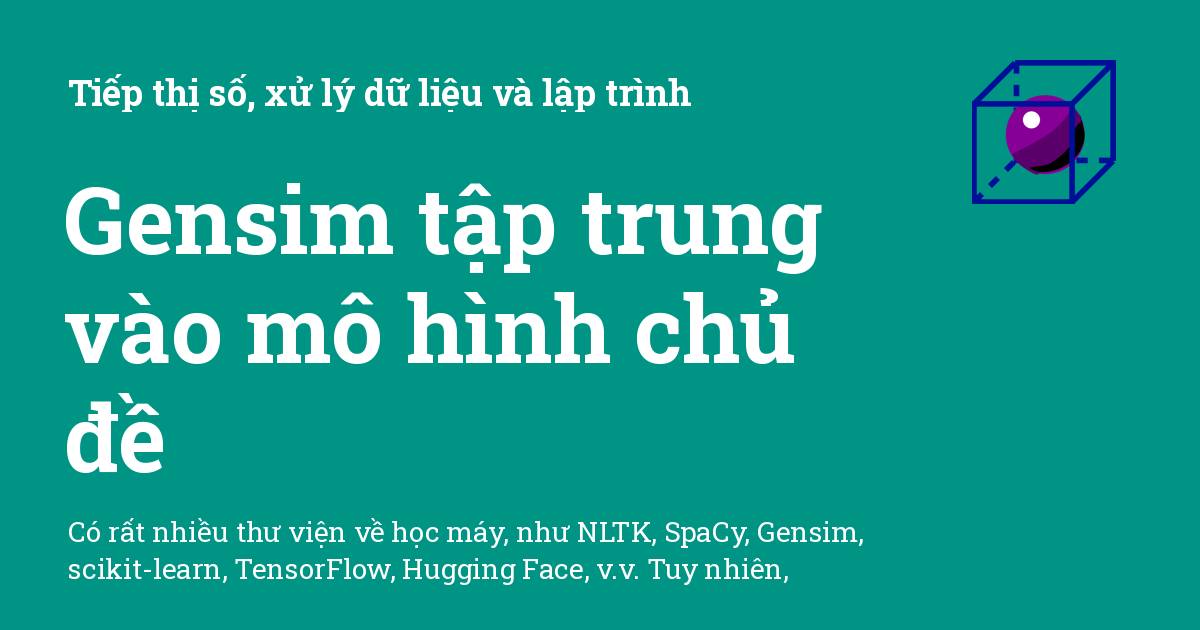 Tiếp thị số, xử lý dữ liệu và lập trình
Gensim tập trung
vào mô hình chủ
đề
Có rất nhiều thư viện về học máy, như NLTK, SpaCy, Gensim,
scikit-learn, TensorFlow, Hugging Face, v.v. Tuy nhiên,